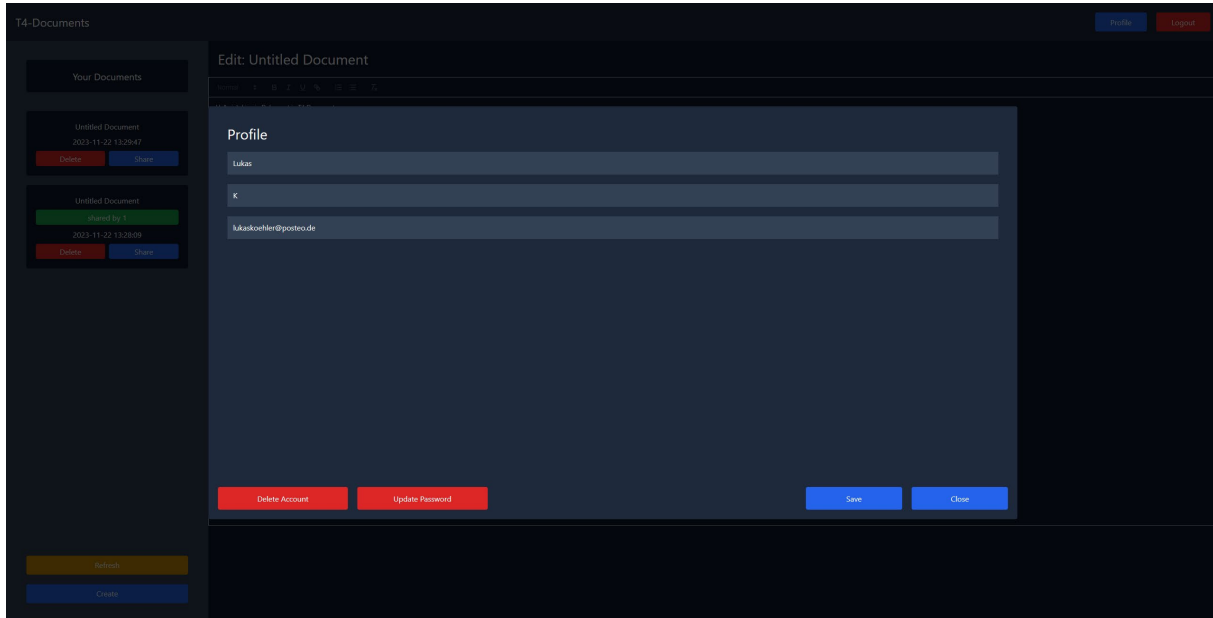 T4-Documents
Profile
Logout
Your Documents
Untitled Document
2023-11-22 13:29:47
Delete
Share
Untitled Document
shared by 1
2023-11-22 13:28:09
Delete
Share
Refresh
Create
Edit: Untitled Document
Normal
Profile
Lukas
K
lukaskoehler@posteo.de
Delete Account
Update Password
Save
Close